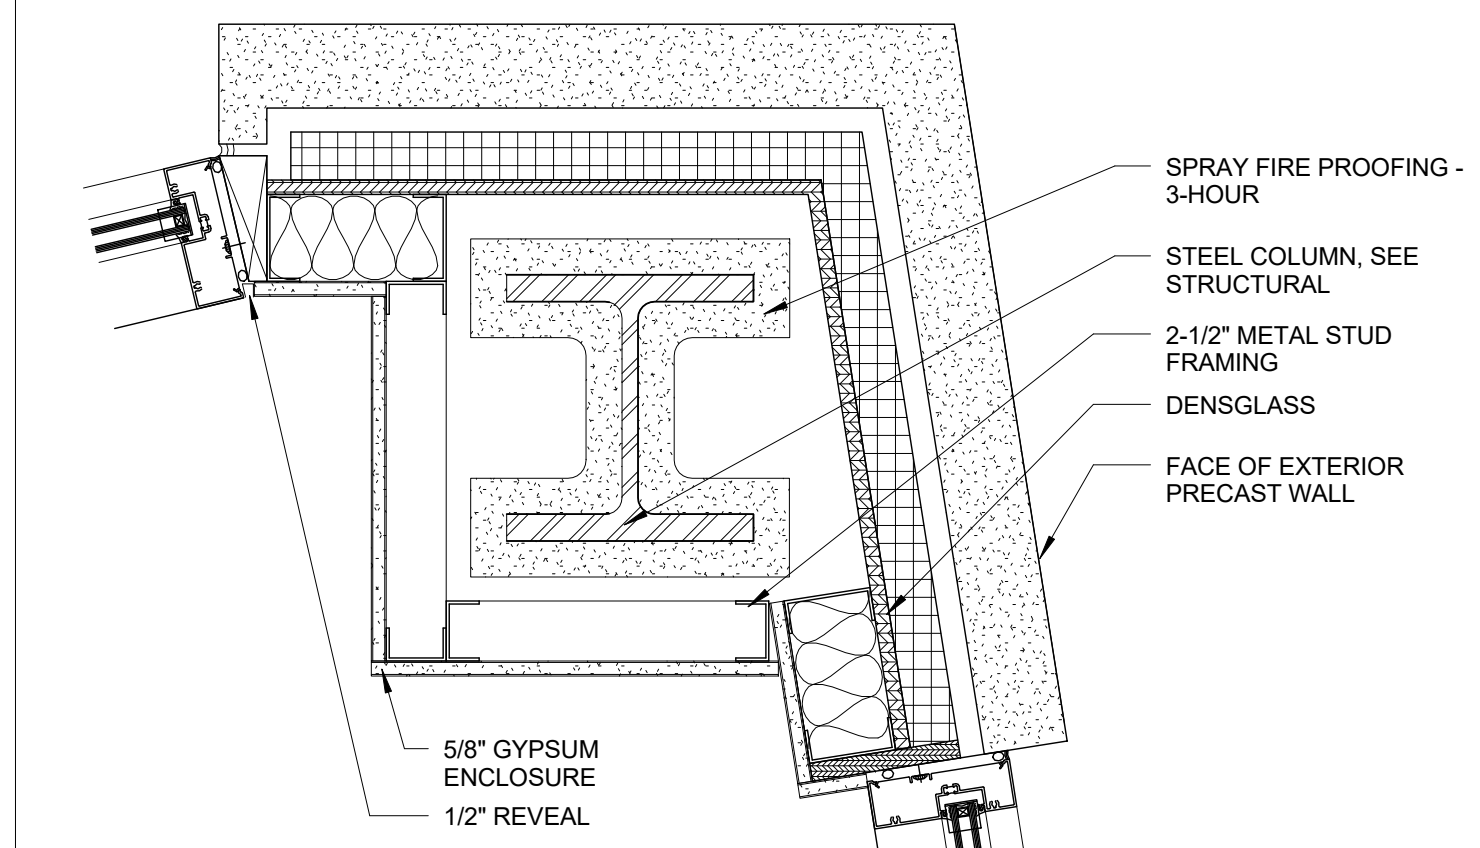 SPRAY FIRE PROOFING -
3-HOUR
STEEL COLUMN, SEE
STRUCTURAL
2-1/2" METAL STUD
FRAMING
DENSGLASS
FACE OF EXTERIOR
PRECAST WALL
5/8" GYPSUM
ENCLOSURE
1/2" REVEAL